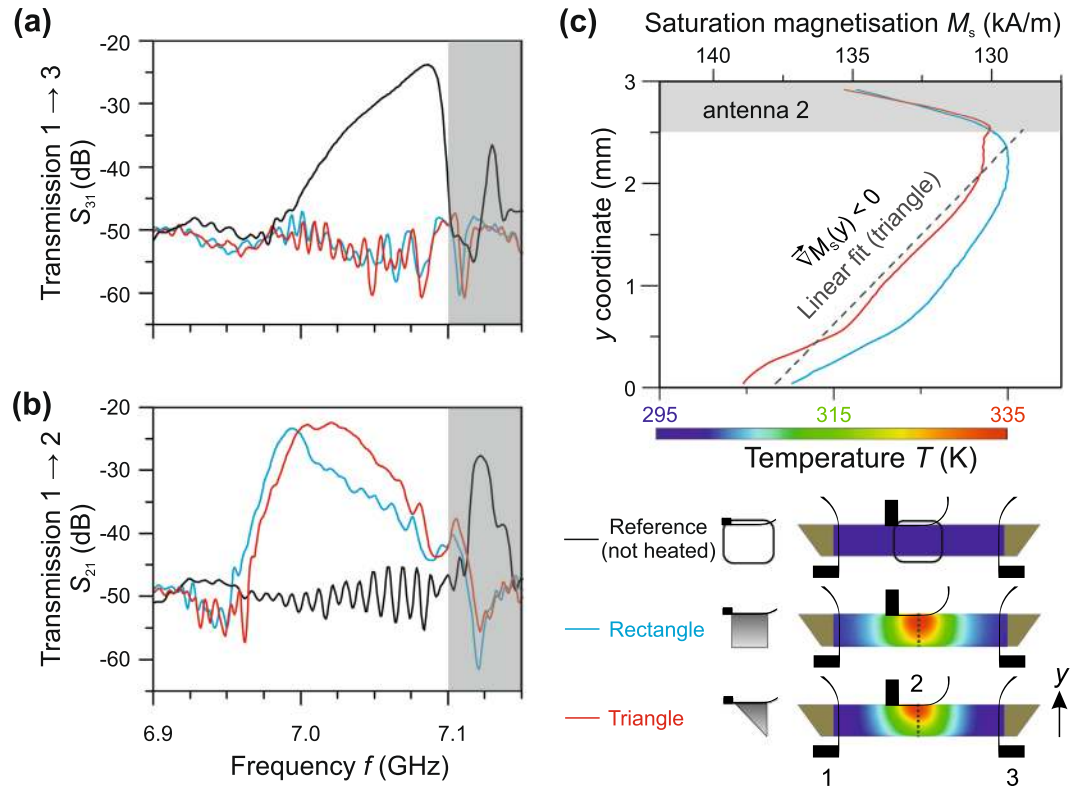 (a)
-20
-30
-40
-50
-60
Transmission 1 → 3
S31 (dB)
(b)
-20
-30
-40
-50
-60
Transmission 1 → 2
S21 (dB)
6.9
7.0
7.1
Frequency f (GHz)
(c)
Saturation magnetisation Ms (kA/m)
139
135
129
3
2
1
0
y coordinate (mm)
antenna 2
∇⃗Ms(y) < 0
Linear fit (triangle)
295
315
335
Temperature T (K)
Reference
(not heated)
Rectangle
Triangle
2
y
1
3